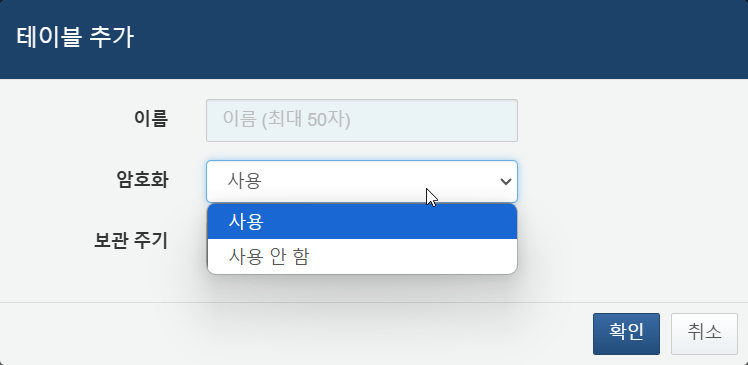 테이블 추가
이름 이름 (최대 50자)
암호화 사용
사용
보관 주기
사용 안 함
확인 취소